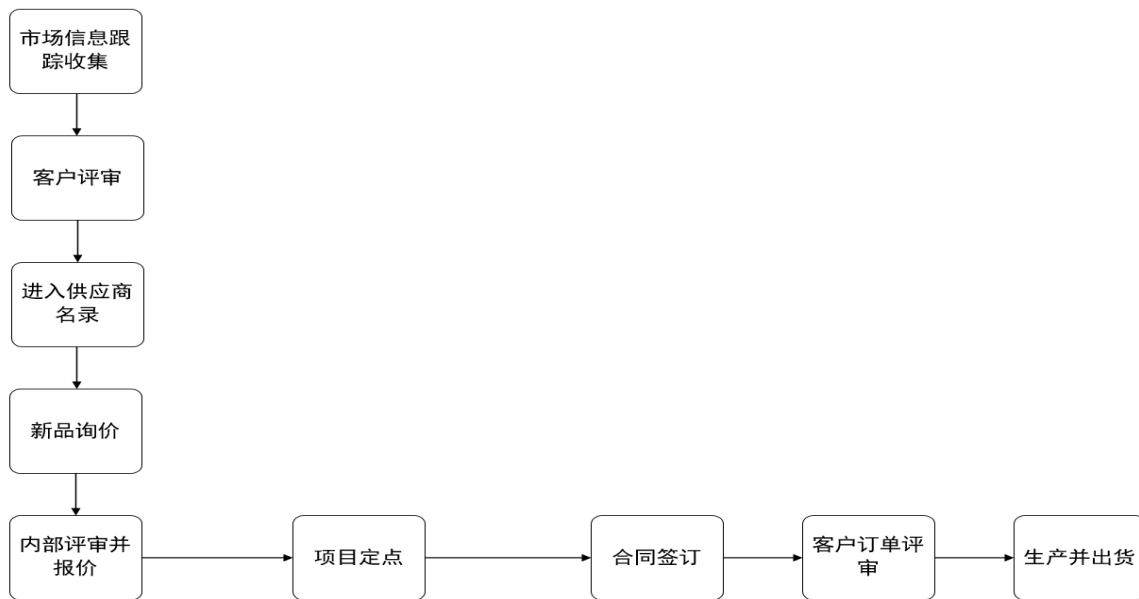 市场信息跟
踪收集
客户评审
进入供应商
名录
新品询价
内部评审并
报价
项目定点
合同签订
客户订单评
审
生产并出货